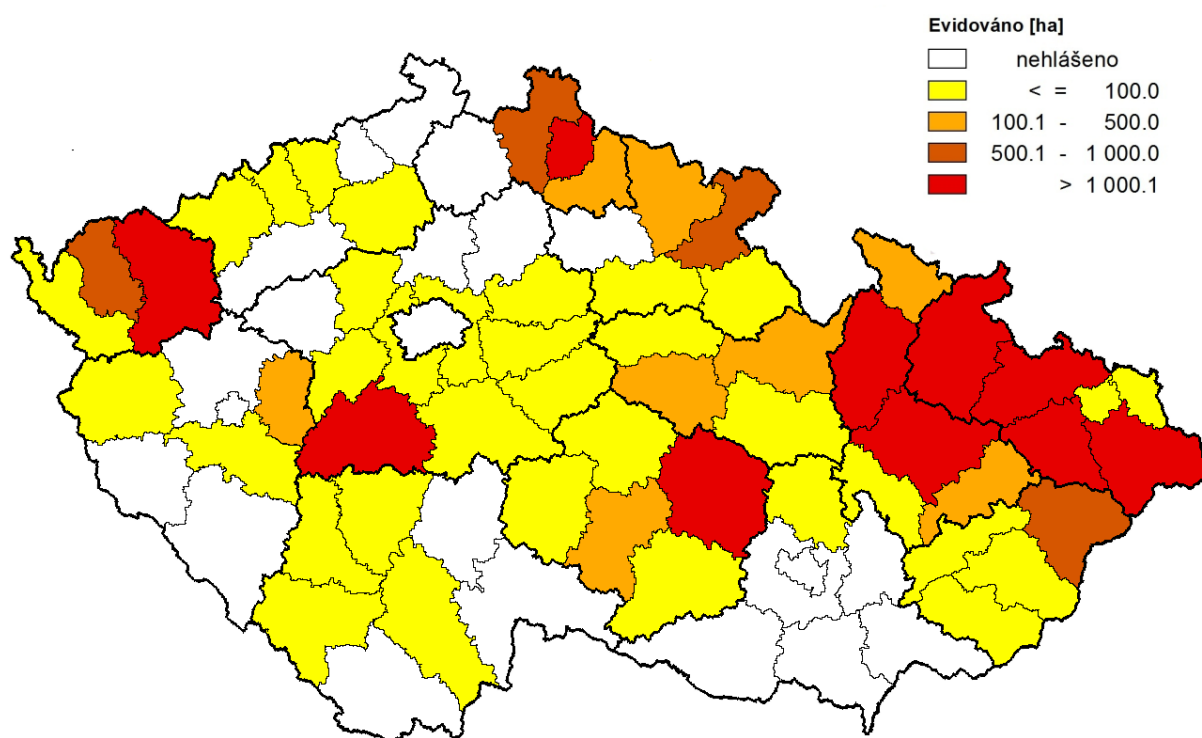 Evidováno [ha]
nehlášeno
< = 100.0
100.1 - 500.0
500.1 - 1 000.0
> 1 000.1